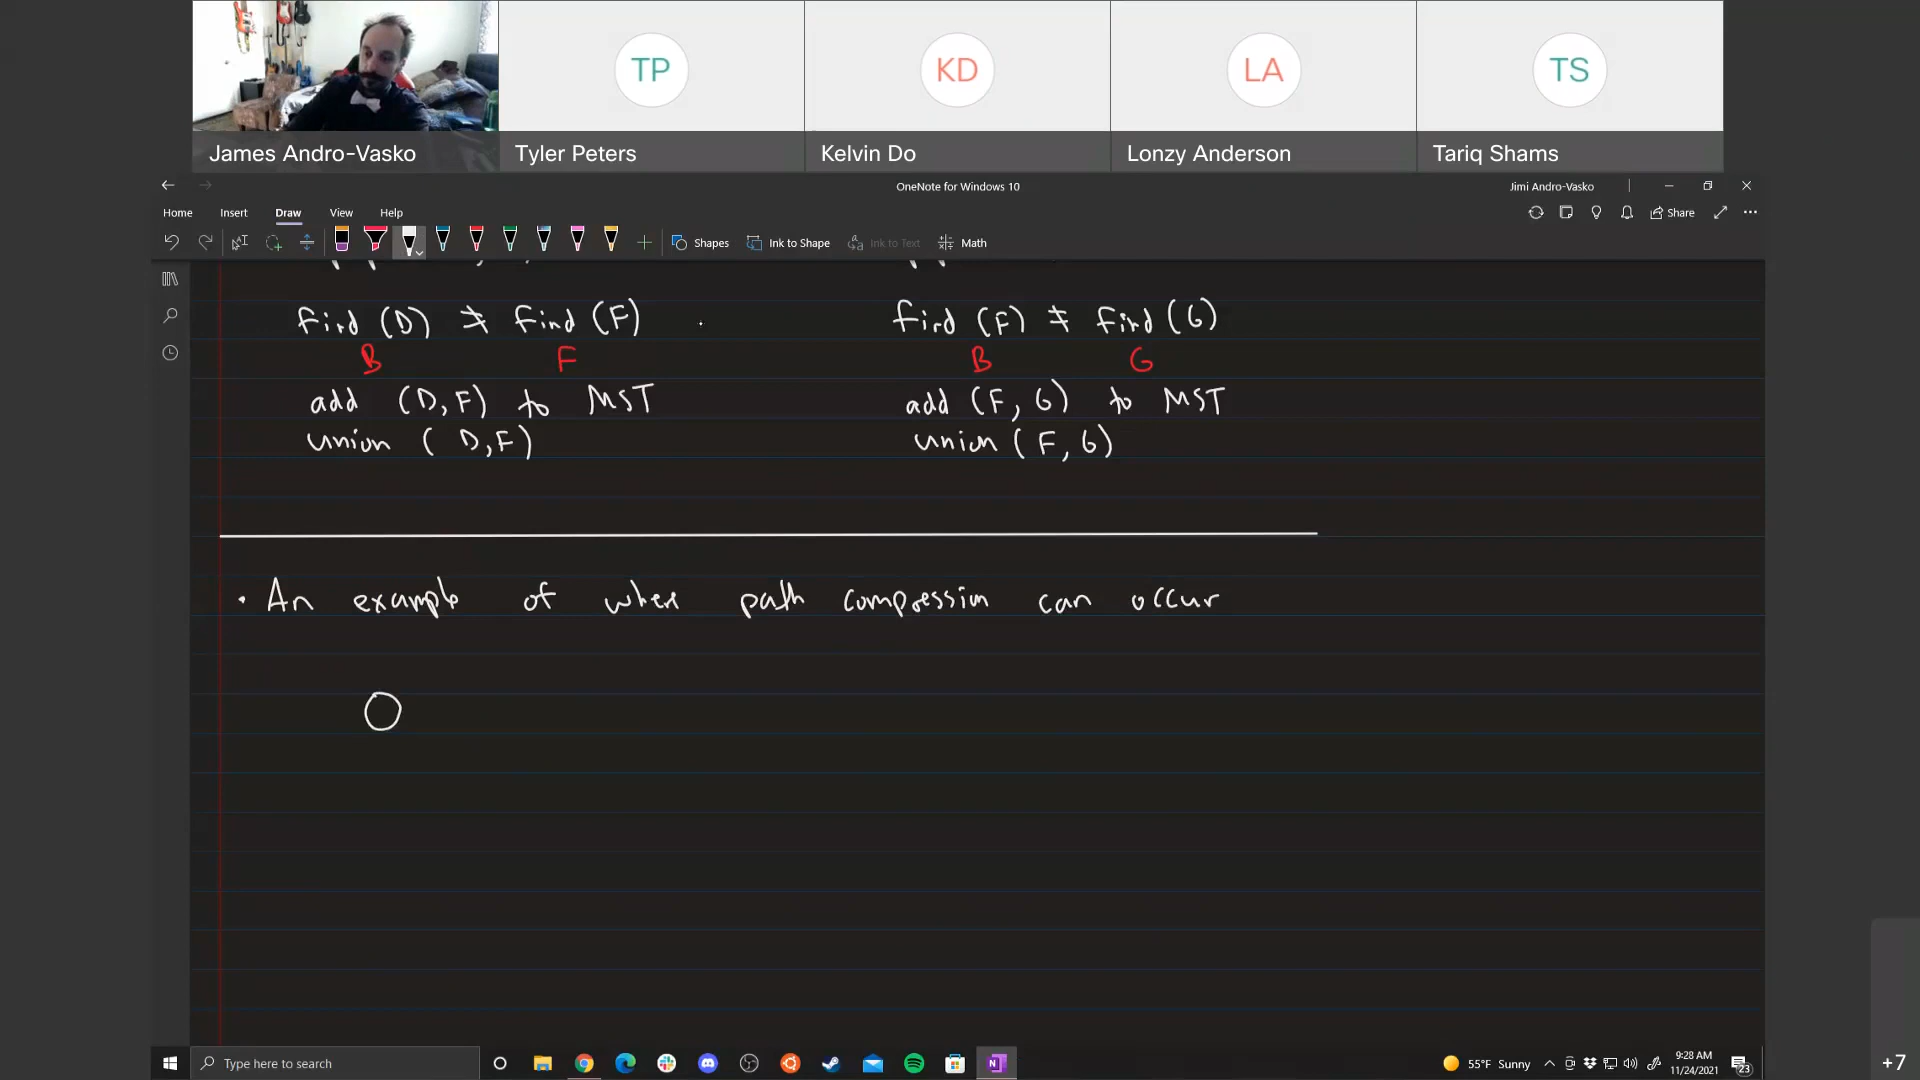 TP
KD
LA
TS
James Andro-Vasko
Tyler Peters
Kelvin Do
Lonzy Anderson
Tariq Shams
OneNote for Windows 10
Jimi Andro-Vasko
Home Insert Draw View Help
Share
Shapes
Ink to Shape
Ink to Text
Math
find (D) ≠ find (F)
find (F) ≠ find (G)
B F
B G
add (D,F) to MST
add (F, G) to MST
union ( D,F)
union ( F, G)
• An example of where path compression can occur
Type here to search
55°F Sunny
9:28 AM
11/24/2021
23
+7